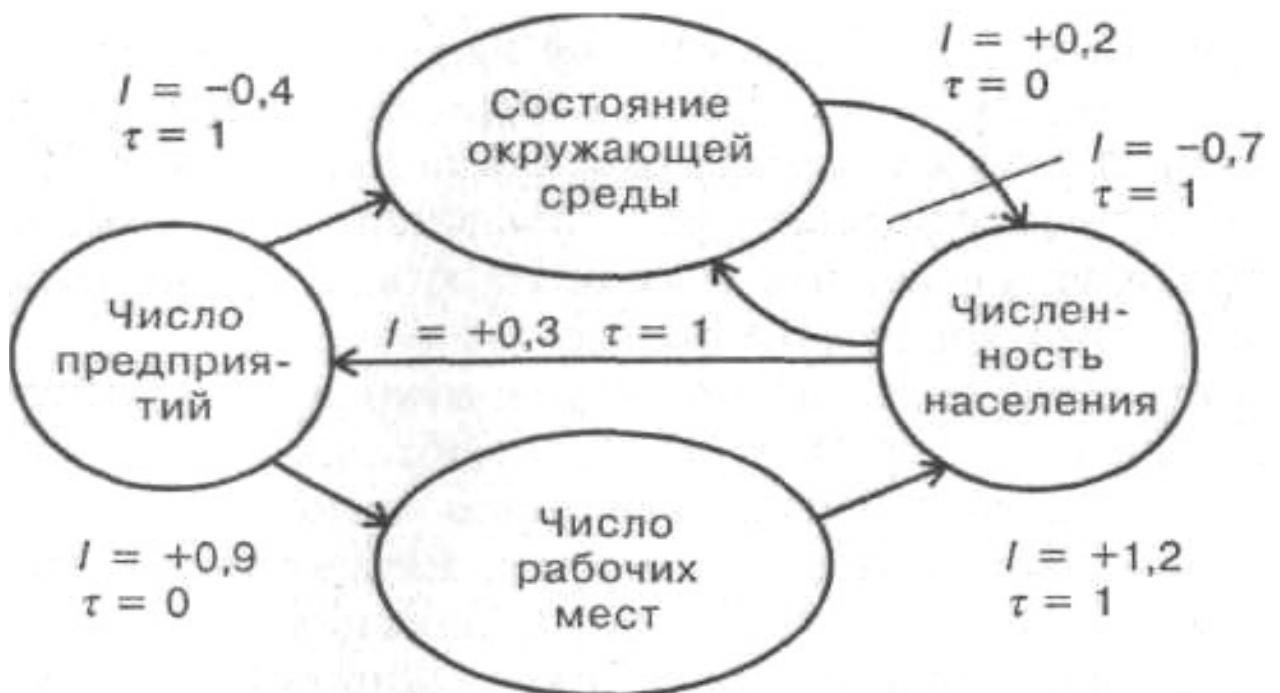 I = −0,4
τ = 1
Состояние
окружающей
среды
I = +0,2
τ = 0
I = −0,7
τ = 1
Число
предприя-
тий
I = +0,3 τ = 1
Числен-
ность
населения
I = +0,9
τ = 0
Число
рабочих
мест
I = +1,2
τ = 1